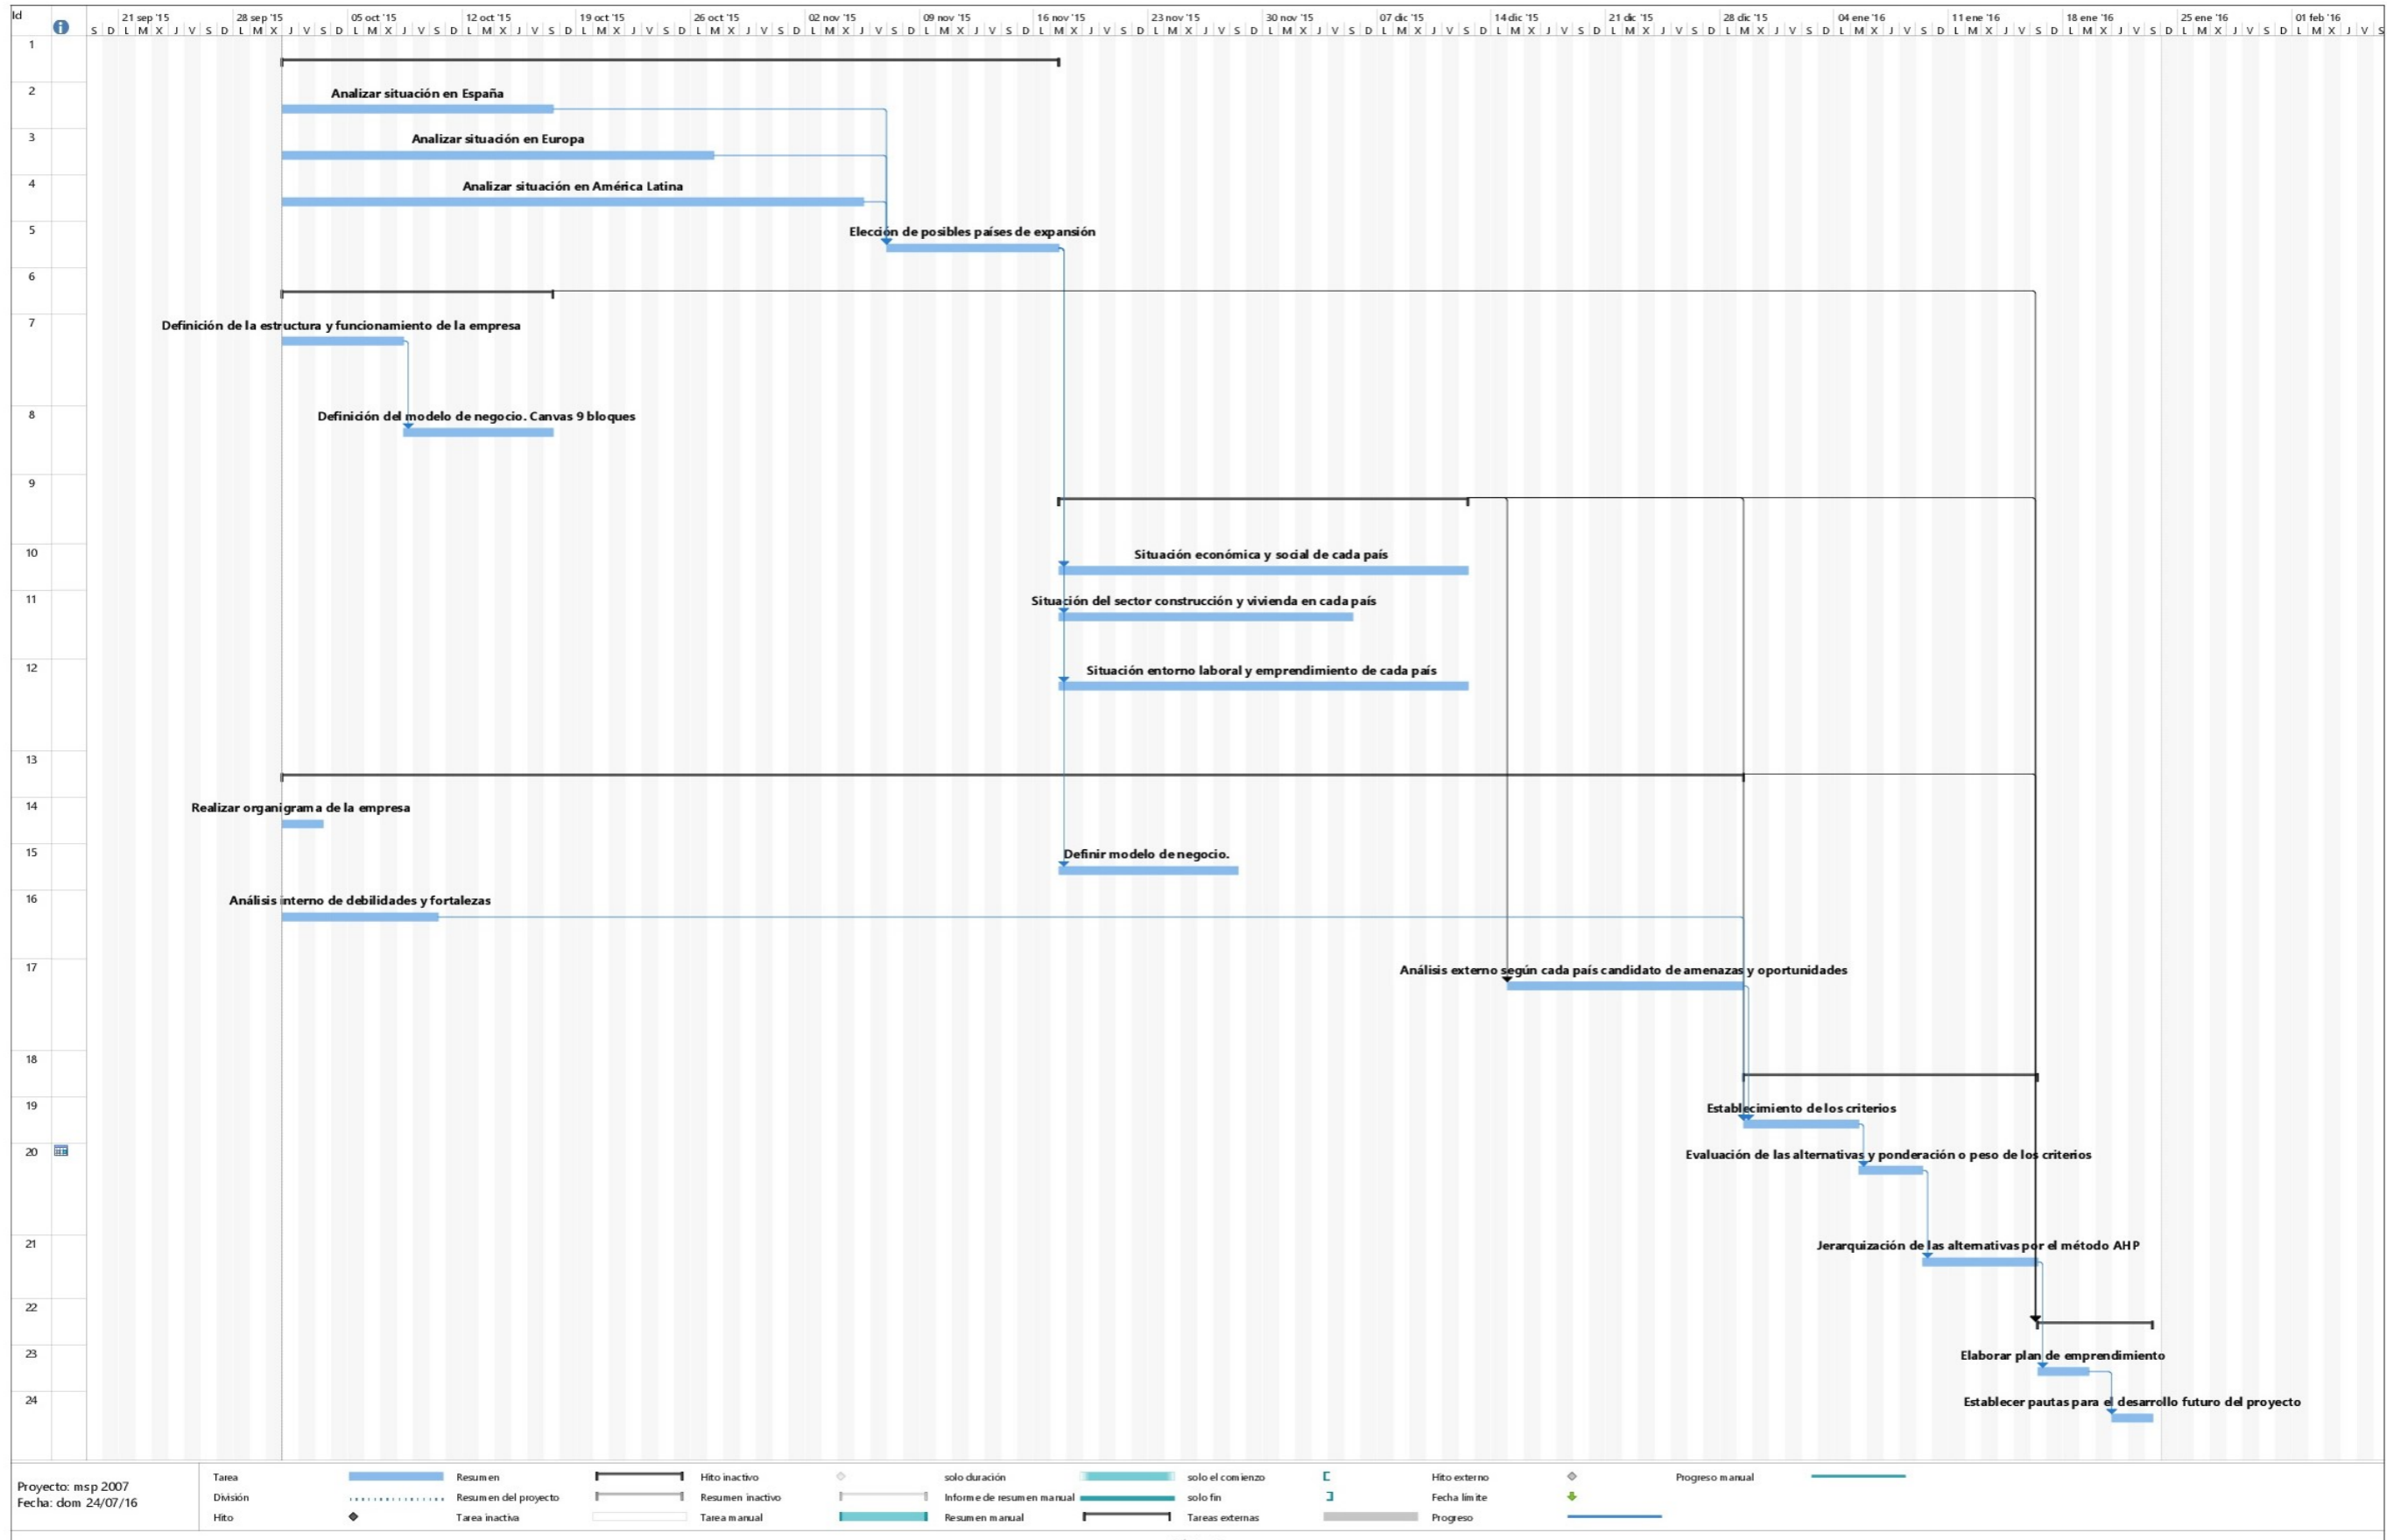 Id
21 sep '15 28 sep '15 05 oct '15 12 oct '15 19 oct '15 26 oct '15 02 nov '15 09 nov '15 16 nov '15 23 nov '15 30 nov '15 07 dic '15 14 dic '15 21 dic '15 28 dic '15 04 ene '16 11 ene '16 18 ene '16 25 ene '16 01 feb '16
S D L M X J V S D L M X J V S D L M X J V S D L M X J V S D L M X J V S D L M X J V S D L M X J V S D L M X J V S D L M X J V S D L M X J V S D L M X J V S D L M X J V S D L M X J V S D L M X J V S D L M X J V S D L M X J V S D L M X J V S D L M X J V S D L M X J V S D L M X J V S D L M X J V S
1
2
Analizar situación en España
3
Analizar situación en Europa
4
Analizar situación en América Latina
5
Elección de posibles países de expansión
6
7
Definición de la estructura y funcionamiento de la empresa
8
Definición del modelo de negocio. Canvas 9 bloques
9
10
Situación económica y social de cada país
11
Situación del sector construcción y vivienda en cada país
12
Situación entorno laboral y emprendimiento de cada país
13
14
Realizar organigrama de la empresa
15
Definir modelo de negocio.
16
Análisis interno de debilidades y fortalezas
17
Análisis externo según cada país candidato de amenazas y oportunidades
18
19
Establecimiento de los criterios
20
Evaluación de las alternativas y ponderación o peso de los criterios
21
Jerarquización de las alternativas por el método AHP
22
23
Elaborar plan de emprendimiento
24
Establecer pautas para el desarrollo futuro del proyecto
Proyecto: msp 2007
Fecha: dom 24/07/16
Tarea Resumen Hito inactivo solo duración solo el comienzo Hito externo Progreso manual
División Resumen del proyecto Resumen inactivo Informe de resumen manual solo fin Fecha límite
Hito Tarea inactiva Tarea manual Resumen manual Tareas externas Progreso